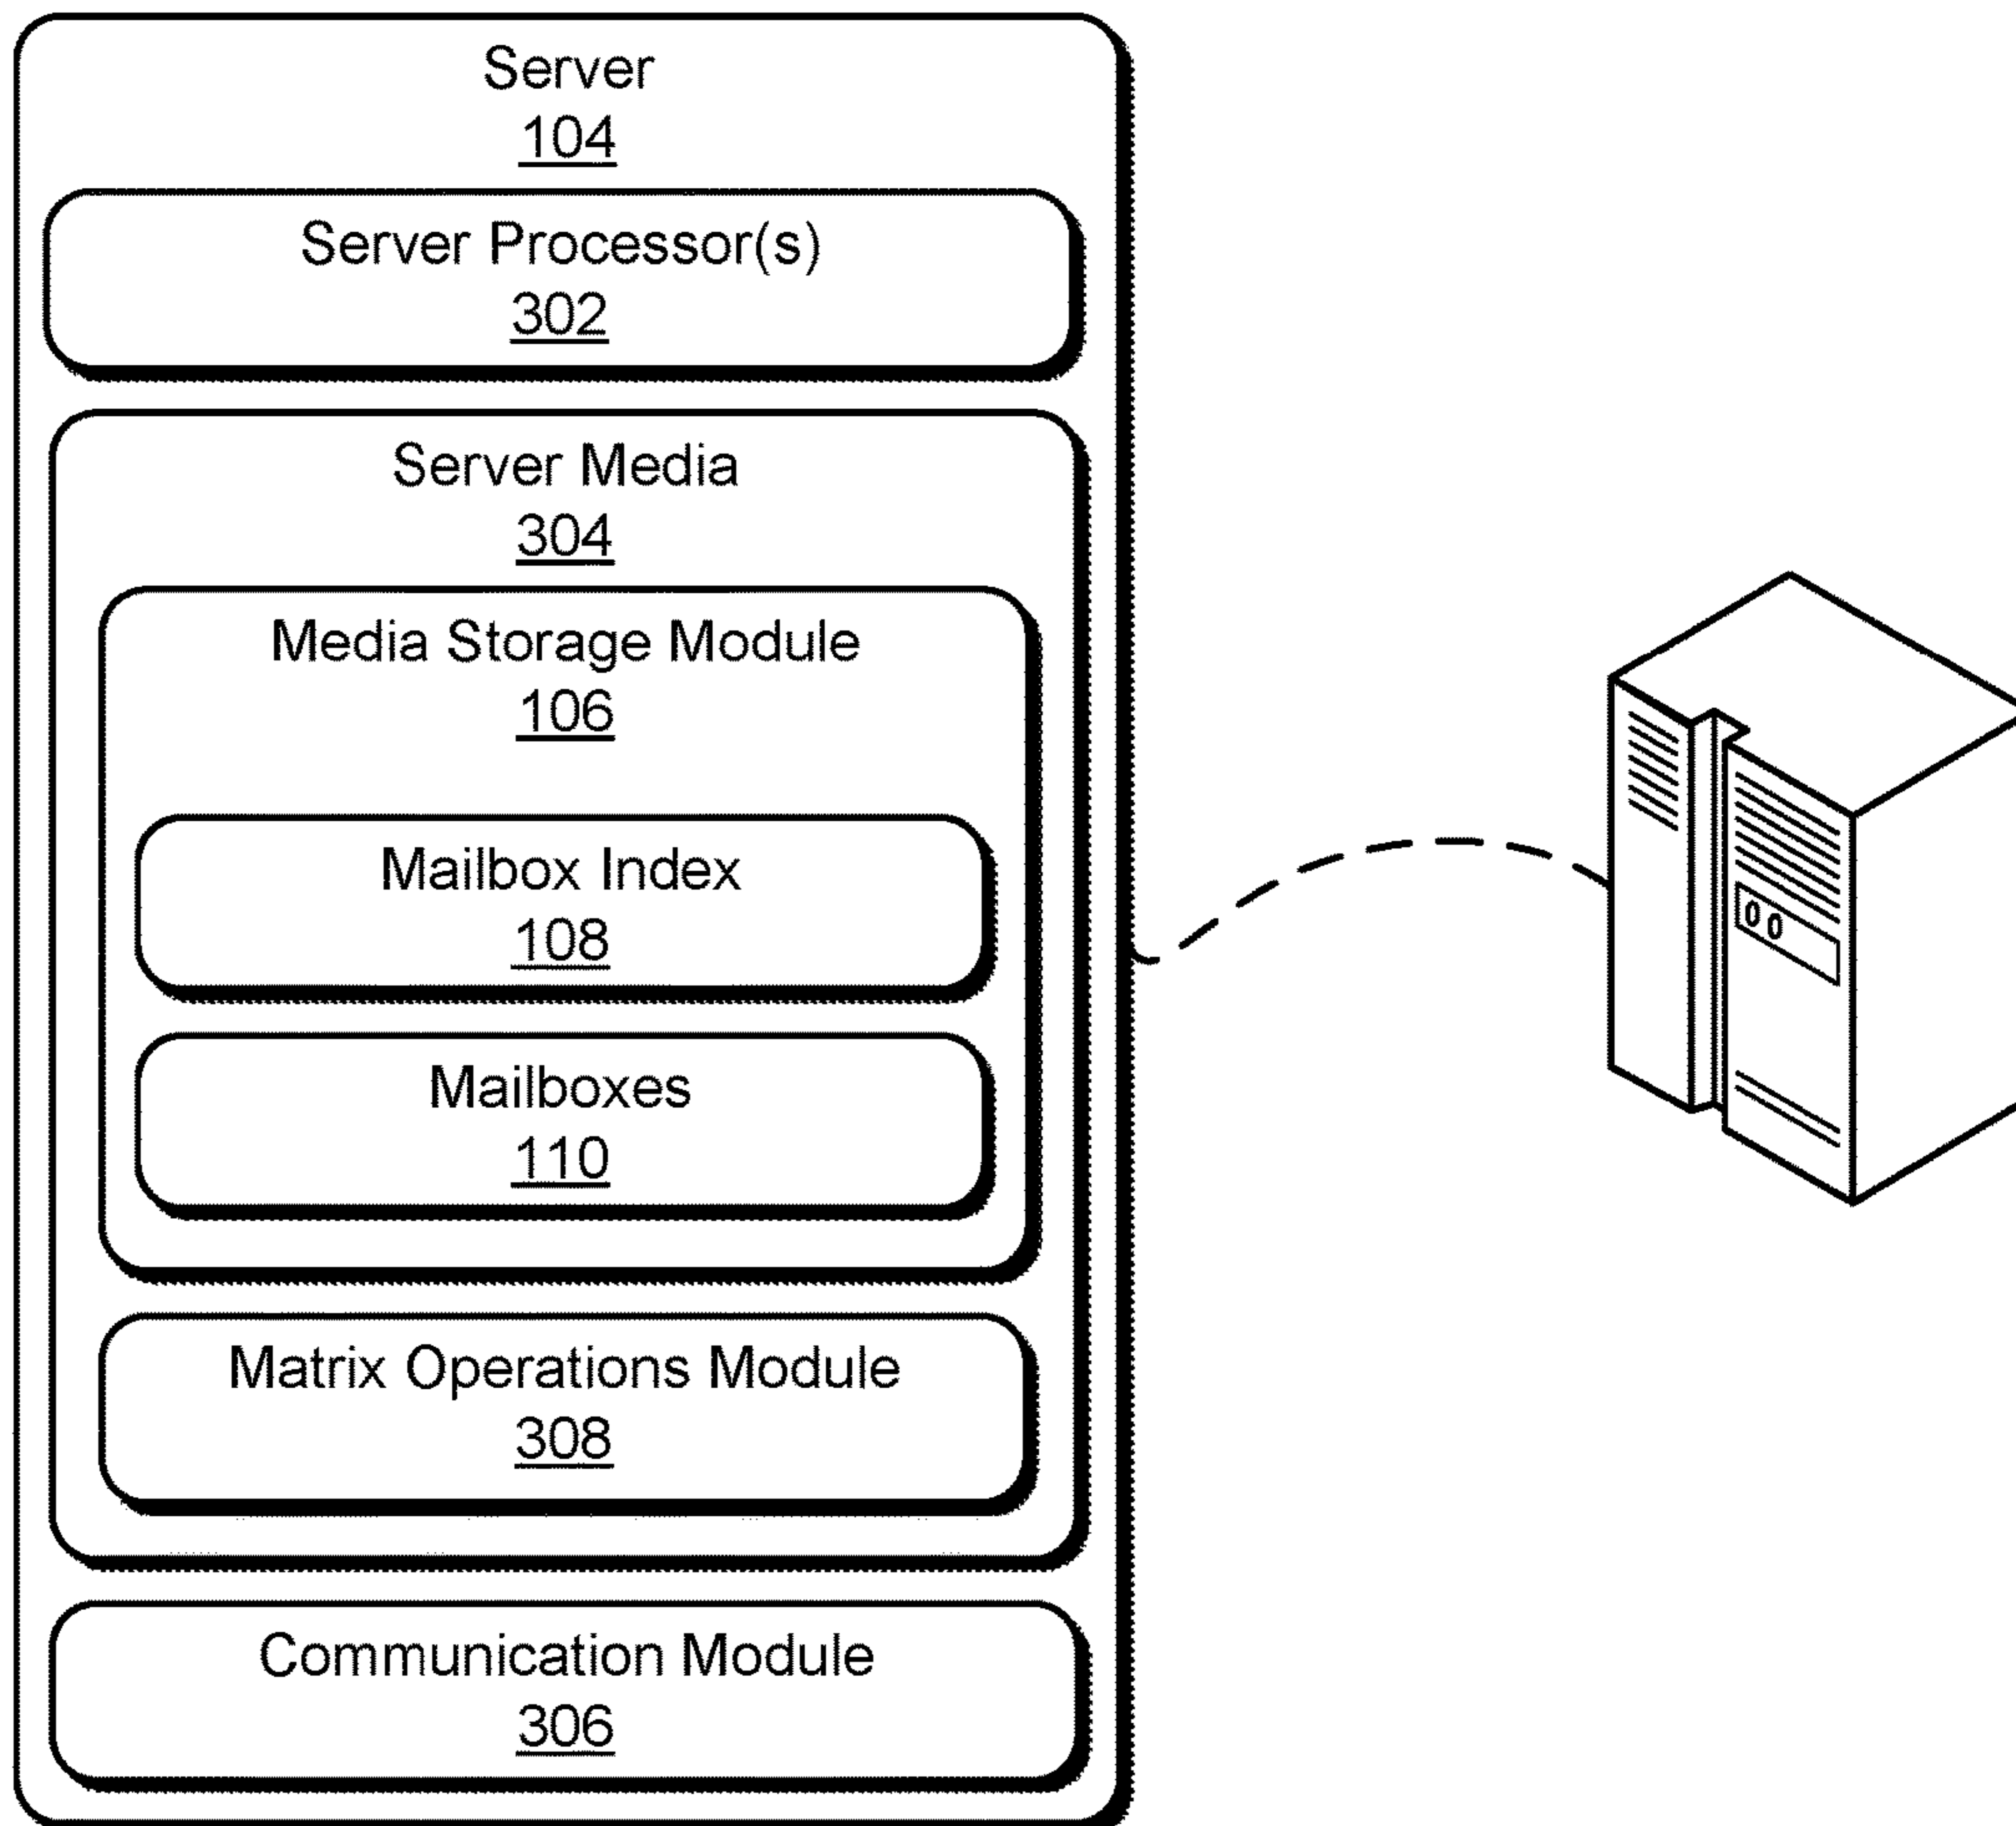 Server
104
Server Processor(s)
302
Server Media
304
Media Storage Module
106
Mailbox Index
108
Mailboxes
110
Matrix Operations Module
308
Communication Module
306